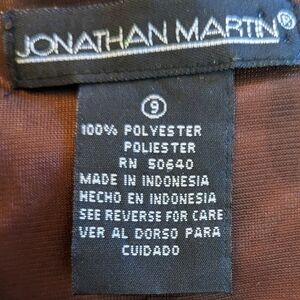 JONATHAN MARTIN®
9
100% POLYESTER
POLIESTER
RN 50640
MADE IN INDONESIA
HECHO EN INDONESIA
SEE REVERSE FOR CARE
VER AL DORSO PARA
CUIDADO